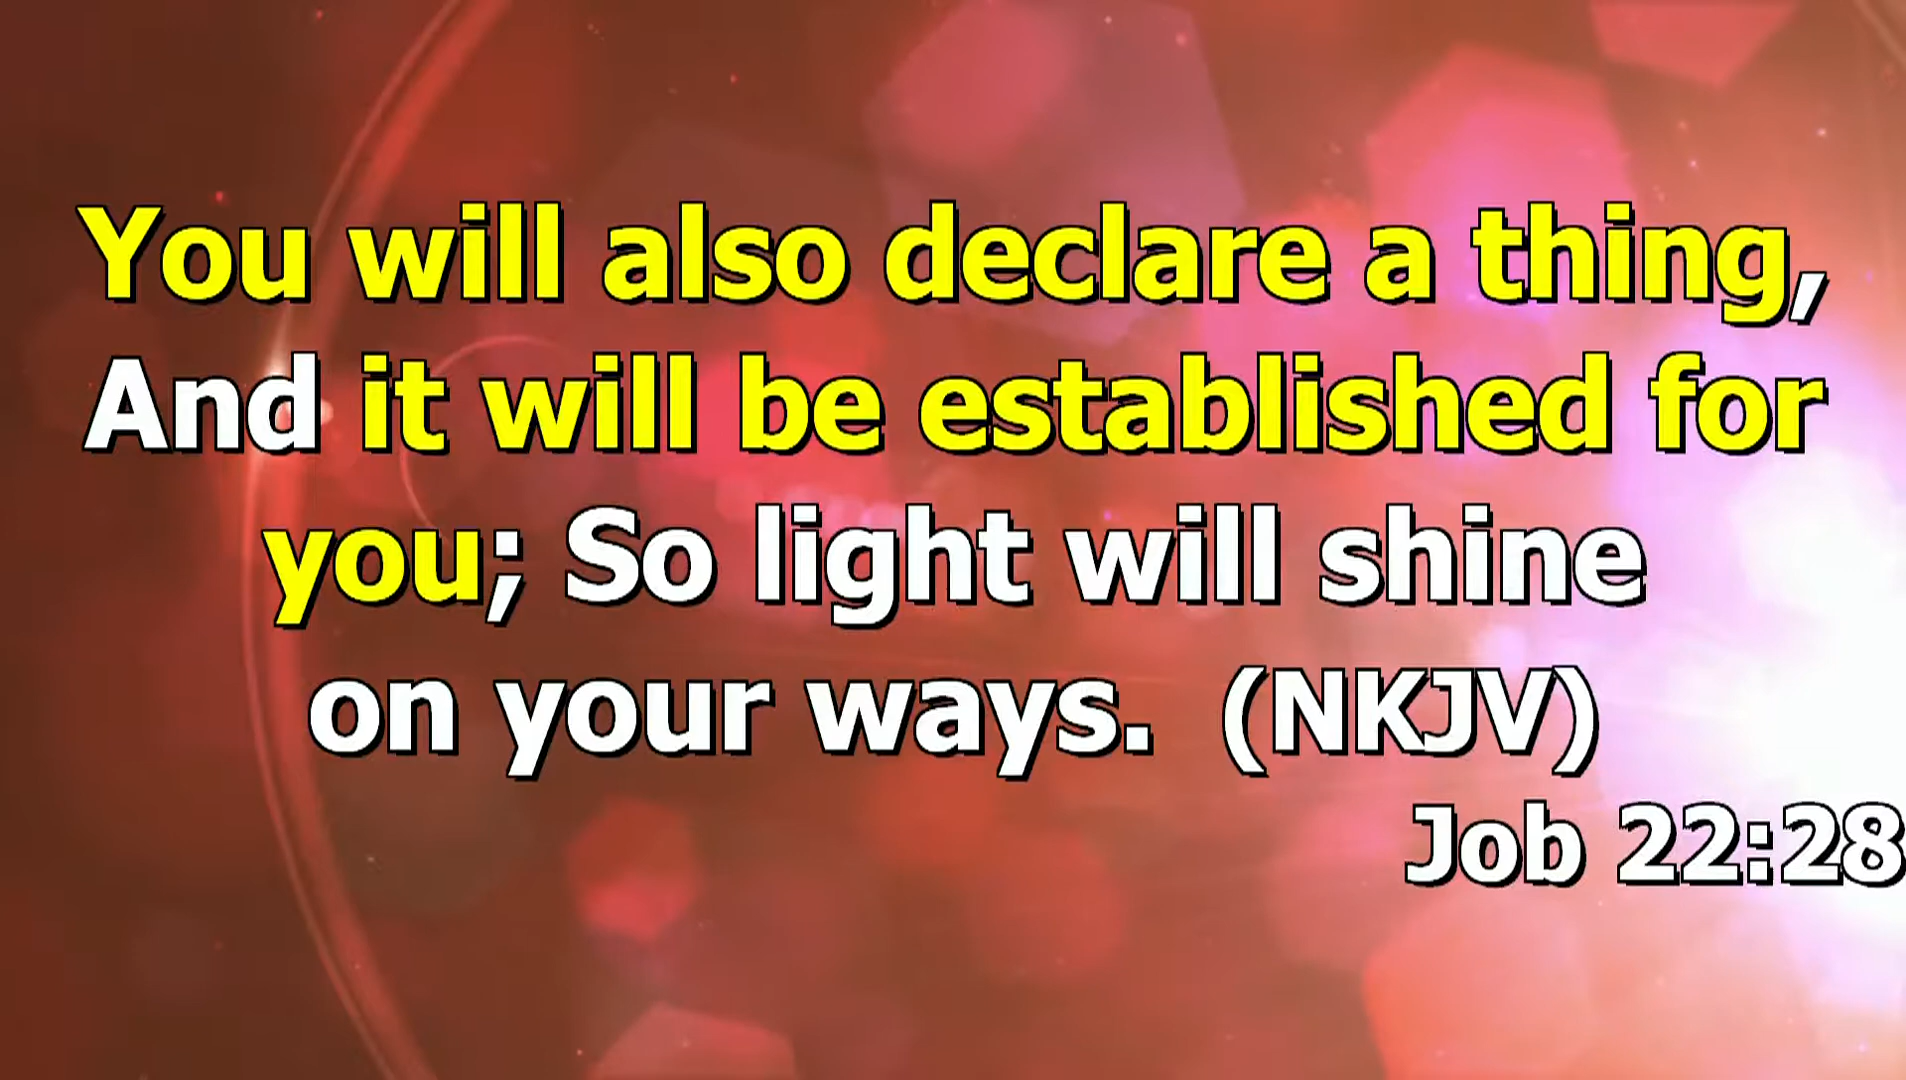 You will also declare a thing,
And it will be established for
you; So light will shine
on your ways.  (NKJV)
Job 22:28